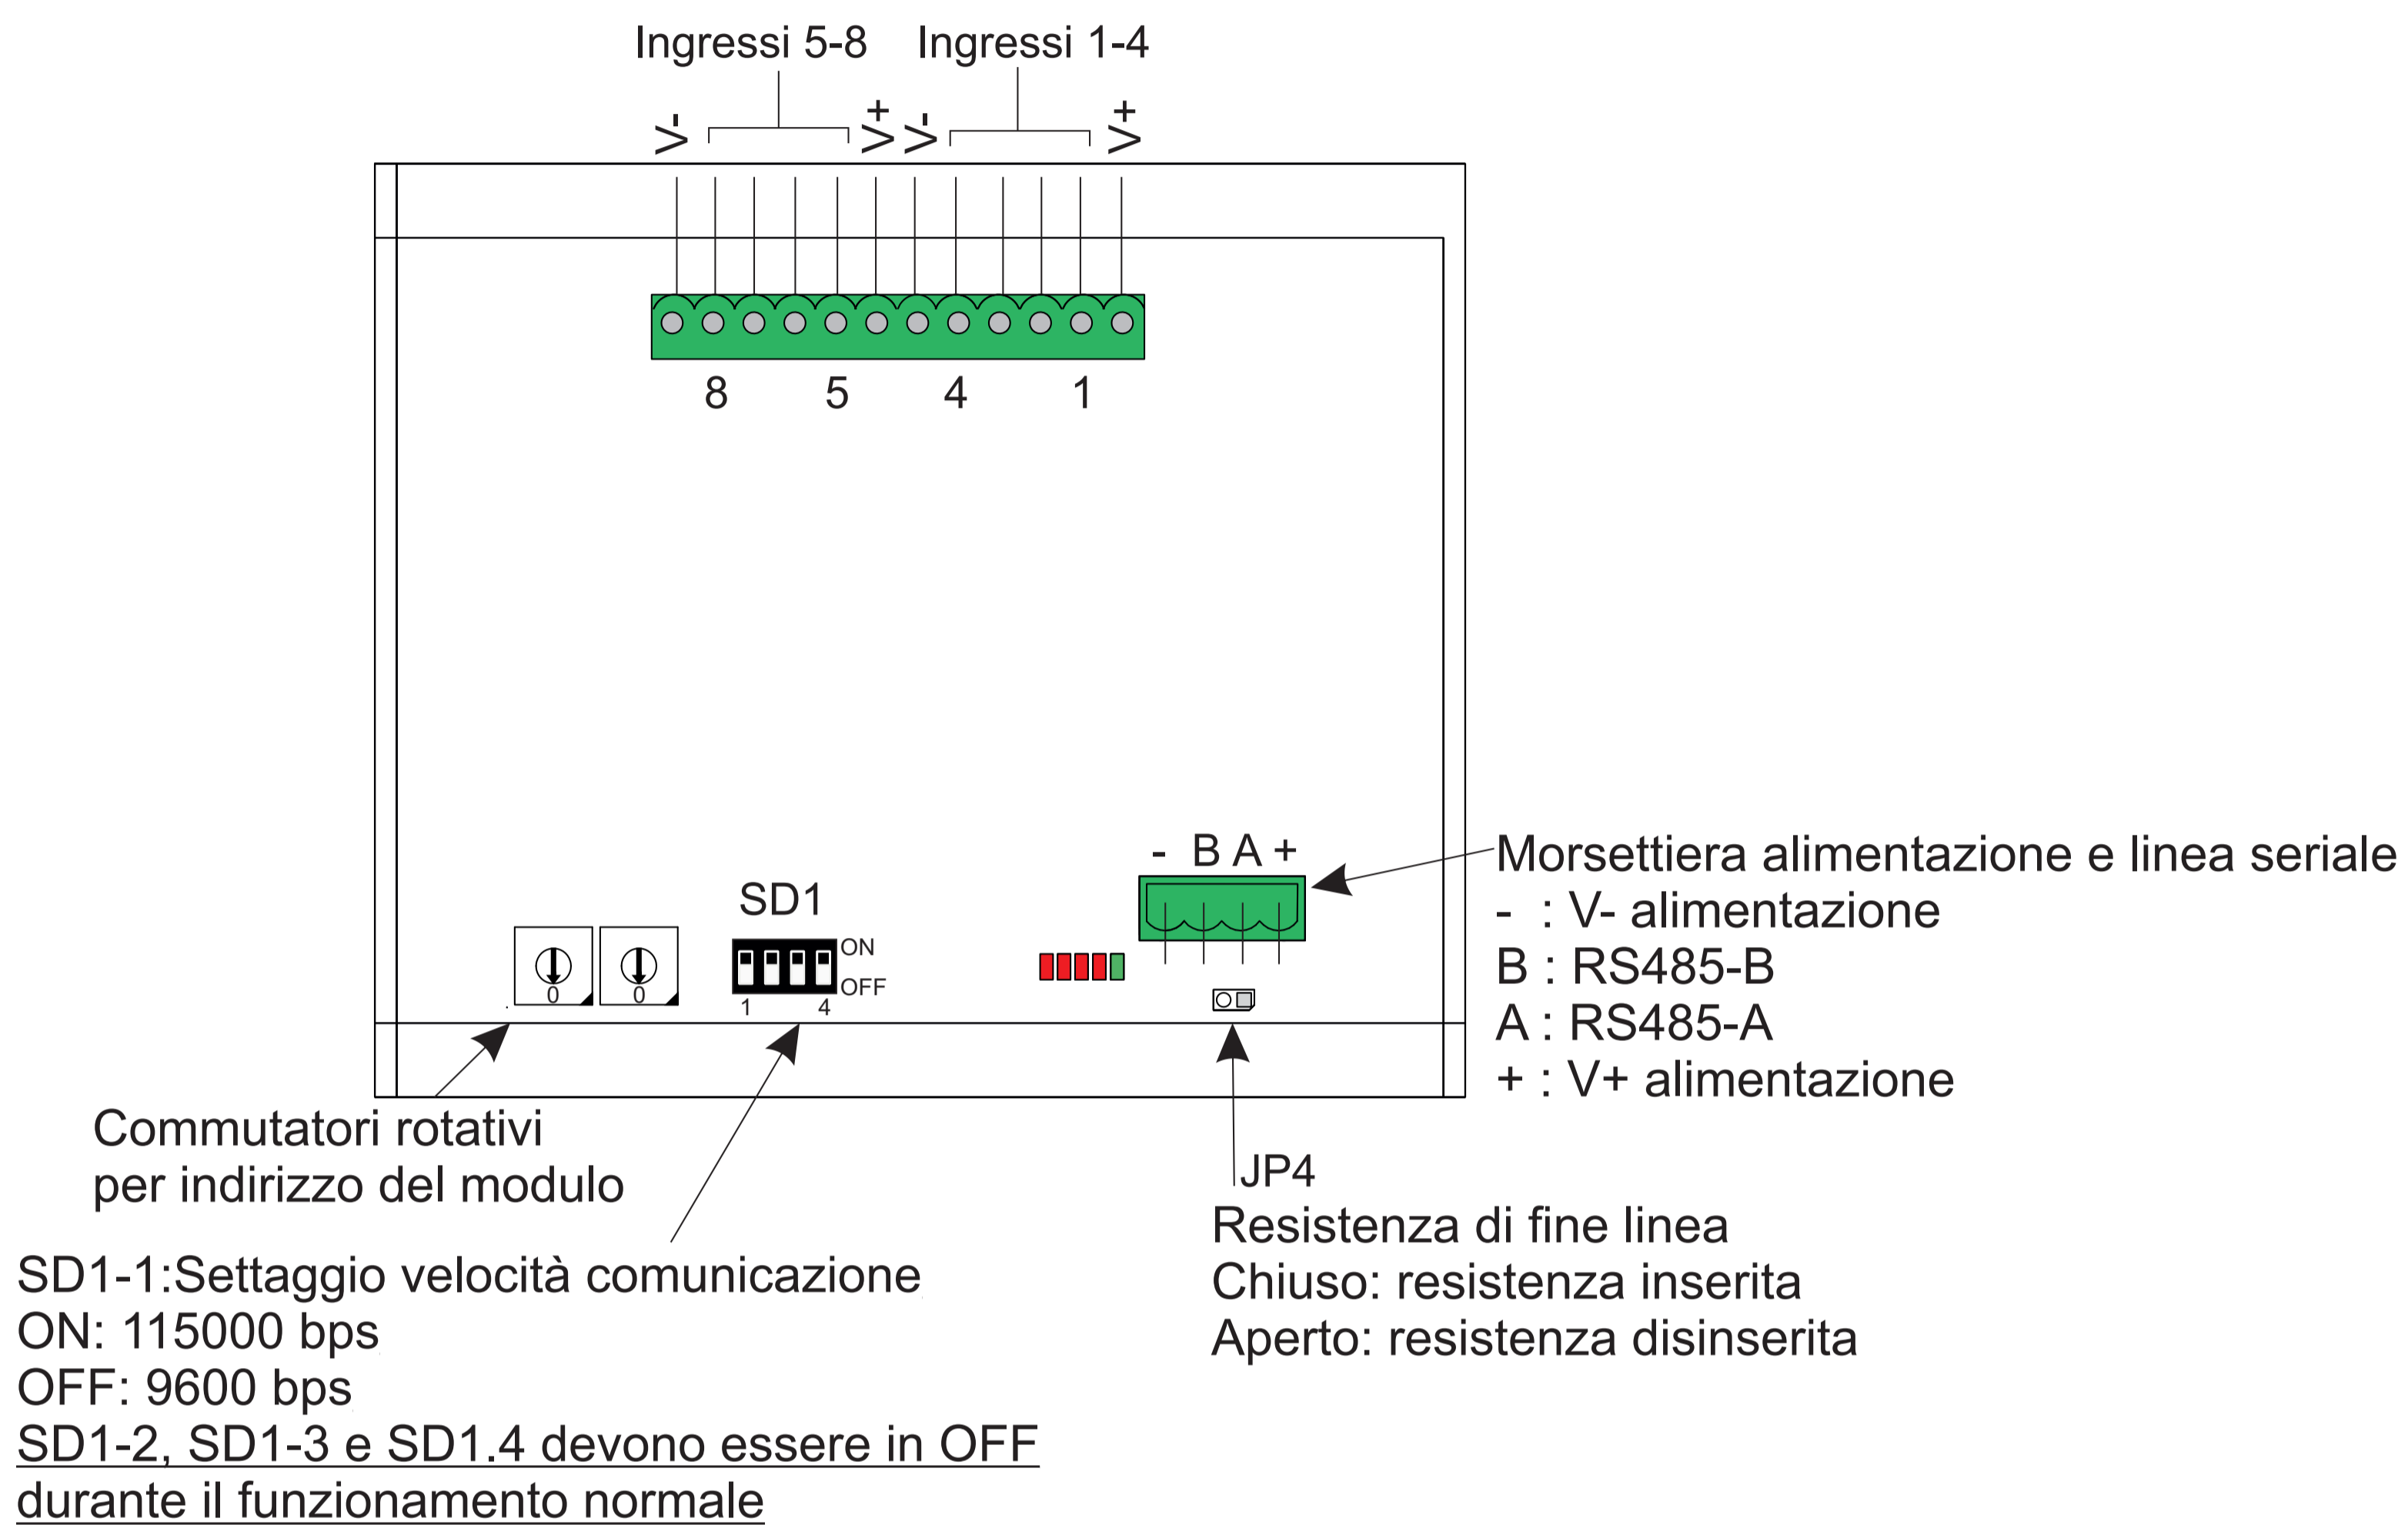 Ingressi 5-8 Ingressi 1-4
V- V+ V- V+
8 5 4 1
- B A +
SD1
ON
OFF
1 4
0 0
Morsettiera alimentazione e linea seriale
- : V- alimentazione
B : RS485-B
A : RS485-A
+ : V+ alimentazione
Commutatori rotativi
per indirizzo del modulo
JP4
Resistenza di fine linea
Chiuso: resistenza inserita
Aperto: resistenza disinserita
SD1-1:Settaggio velocità comunicazione
ON: 115000 bps
OFF: 9600 bps
SD1-2, SD1-3 e SD1.4 devono essere in OFF
durante il funzionamento normale